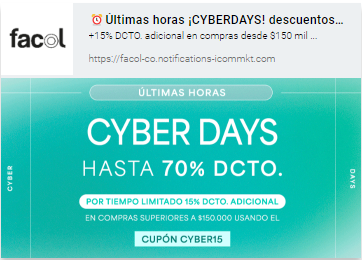 facol
⏰ Últimas horas ¡CYBERDAYS! descuentos...
+15% DCTO. adicional en compras desde $150 mil ...
https://facol-co.notifications-icommkt.com
ÚLTIMAS HORAS
CYBER DAYS
HASTA 70% DCTO.
POR TIEMPO LIMITADO 15% DCTO. ADICIONAL
EN COMPRAS SUPERIORES A $150.000 USANDO EL
CUPÓN CYBER15
CYBER
DAYS